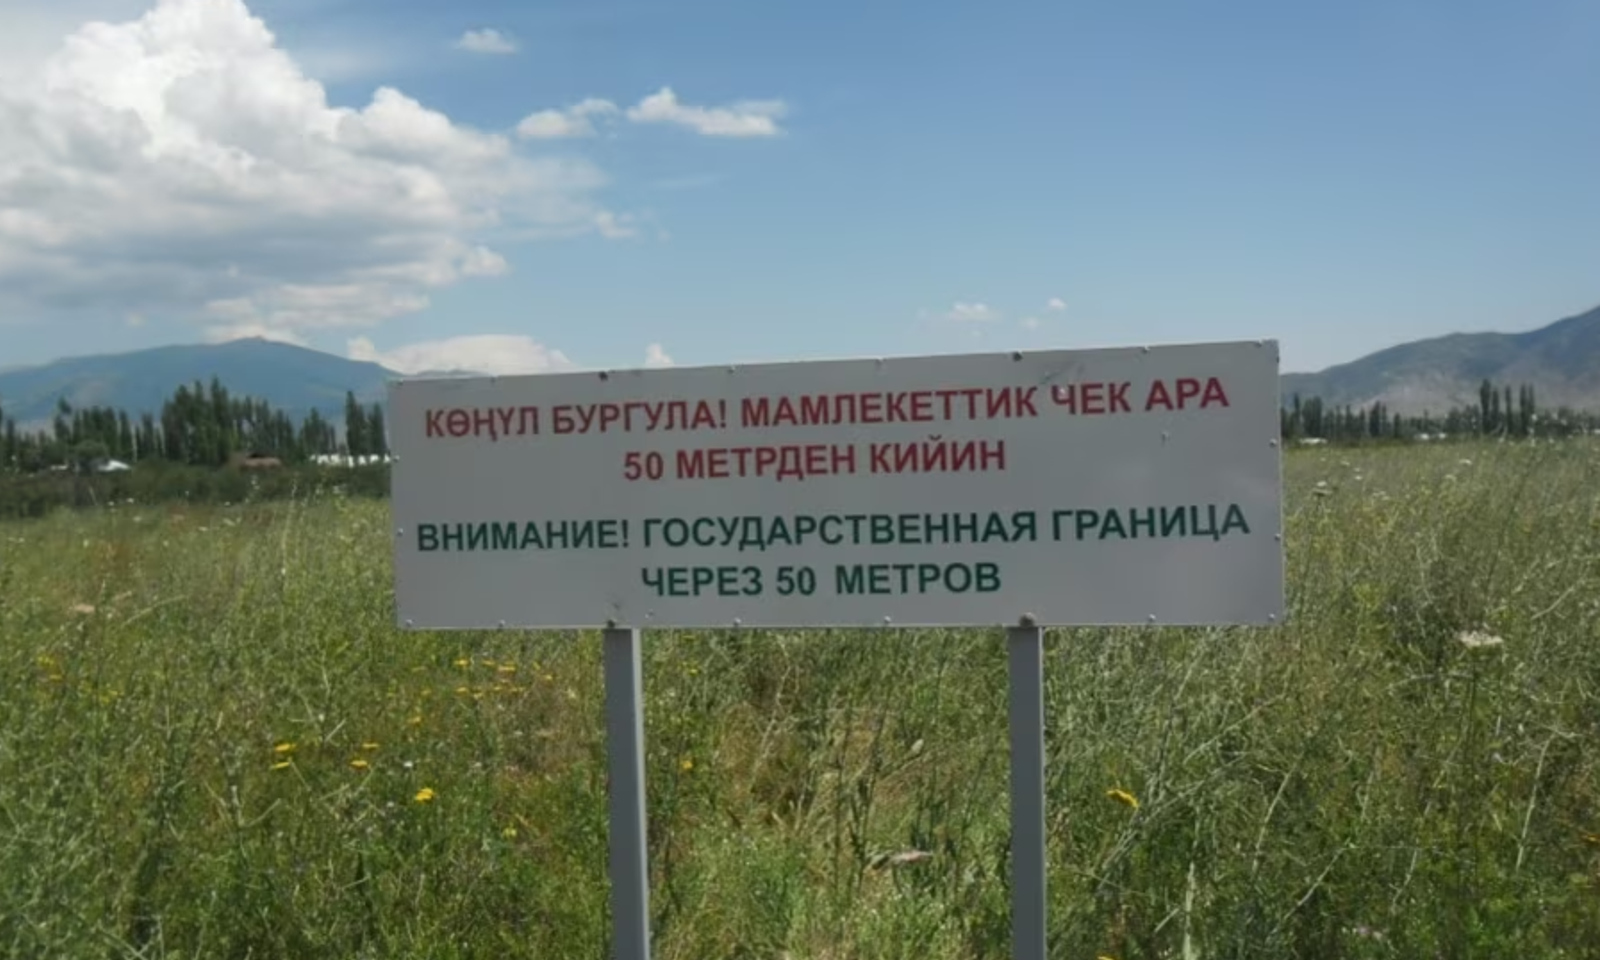 КӨҢҮЛ БУРГУЛА! МАМЛЕКЕТТИК ЧЕК АРА
50 МЕТРДЕН КИЙИН
ВНИМАНИЕ! ГОСУДАРСТВЕННАЯ ГРАНИЦА
ЧЕРЕЗ 50 МЕТРОВ